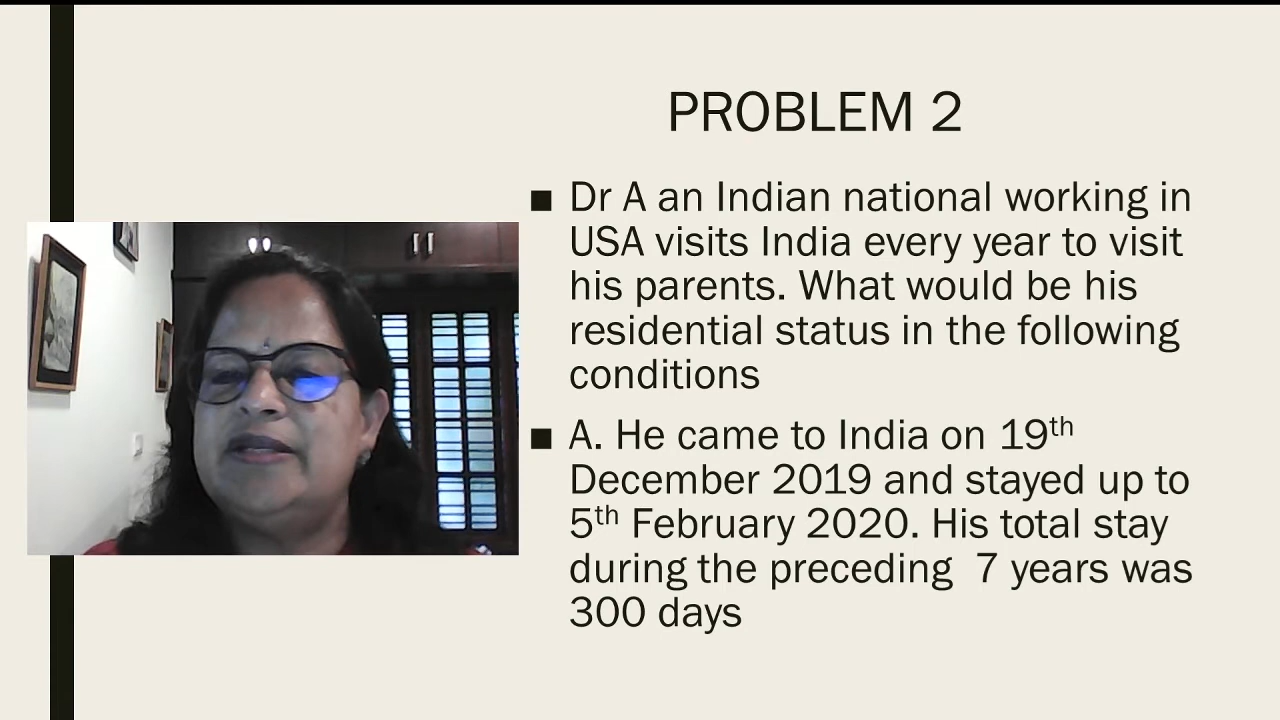 PROBLEM 2
■ Dr A an Indian national working in
USA visits India every year to visit
his parents. What would be his
residential status in the following
conditions
■ A. He came to India on 19th
December 2019 and stayed up to
5th February 2020. His total stay
during the preceding  7 years was
300 days